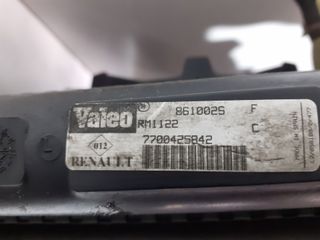 Valeo
861002S F
RM1122 C
012
7700425842
RENAULT